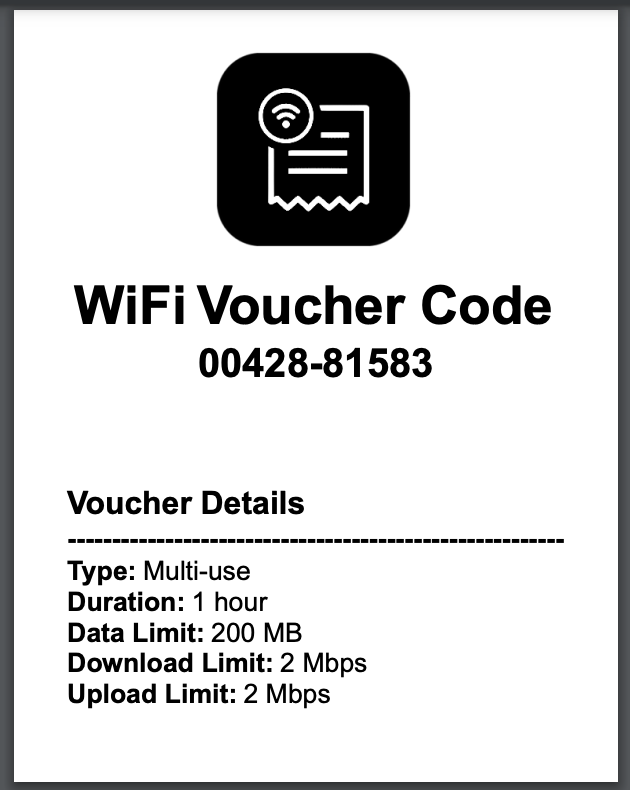 WiFi Voucher Code
00428-81583
Voucher Details
--------------------------------------------------------
Type: Multi-use
Duration: 1 hour
Data Limit: 200 MB
Download Limit: 2 Mbps
Upload Limit: 2 Mbps